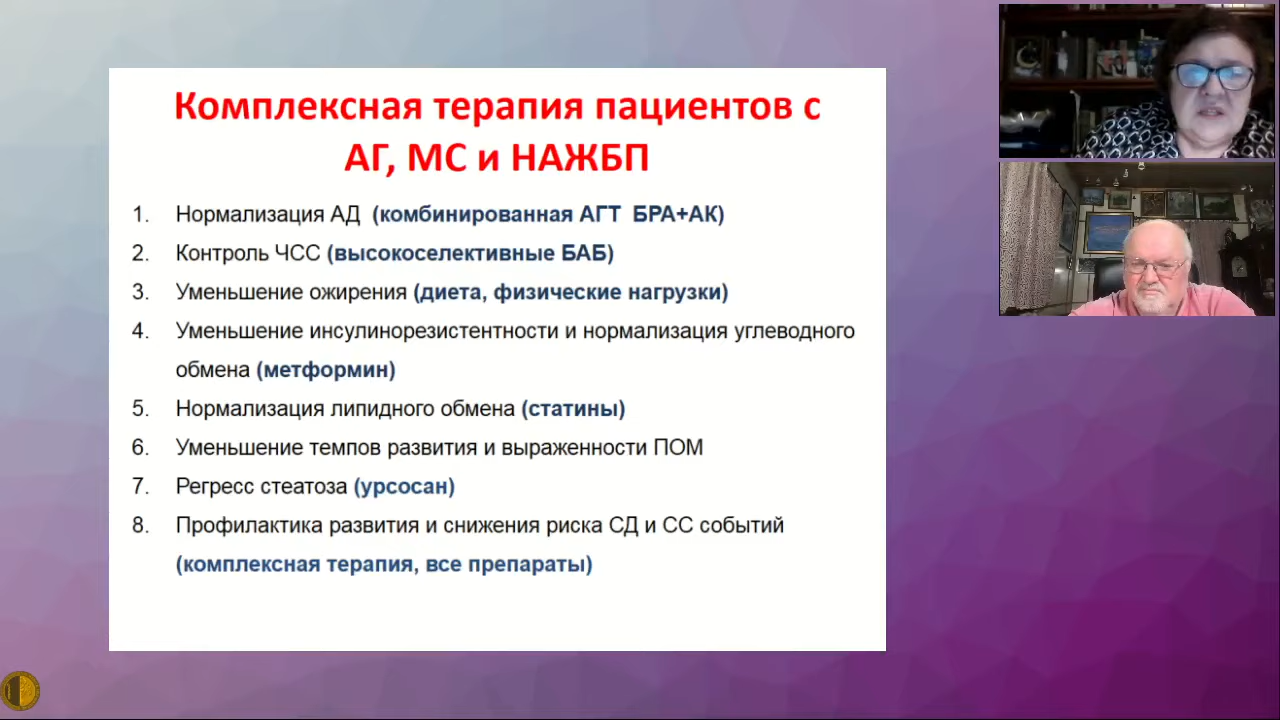 Комплексная терапия пациентов с
АГ, МС и НАЖБП
1. Нормализация АД (комбинированная АГТ БРА+АК)
2. Контроль ЧСС (высокоселективные БАБ)
3. Уменьшение ожирения (диета, физические нагрузки)
4. Уменьшение инсулинорезистентности и нормализация углеводного
обмена (метформин)
5. Нормализация липидного обмена (статины)
6. Уменьшение темпов развития и выраженности ПОМ
7. Регресс стеатоза (урсосан)
8. Профилактика развития и снижения риска СД и СС событий
(комплексная терапия, все препараты)